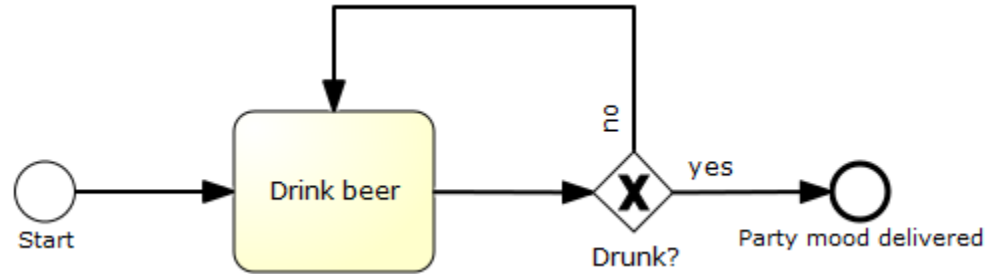 no
yes
Drink beer
Start
Party mood delivered
Drunk?